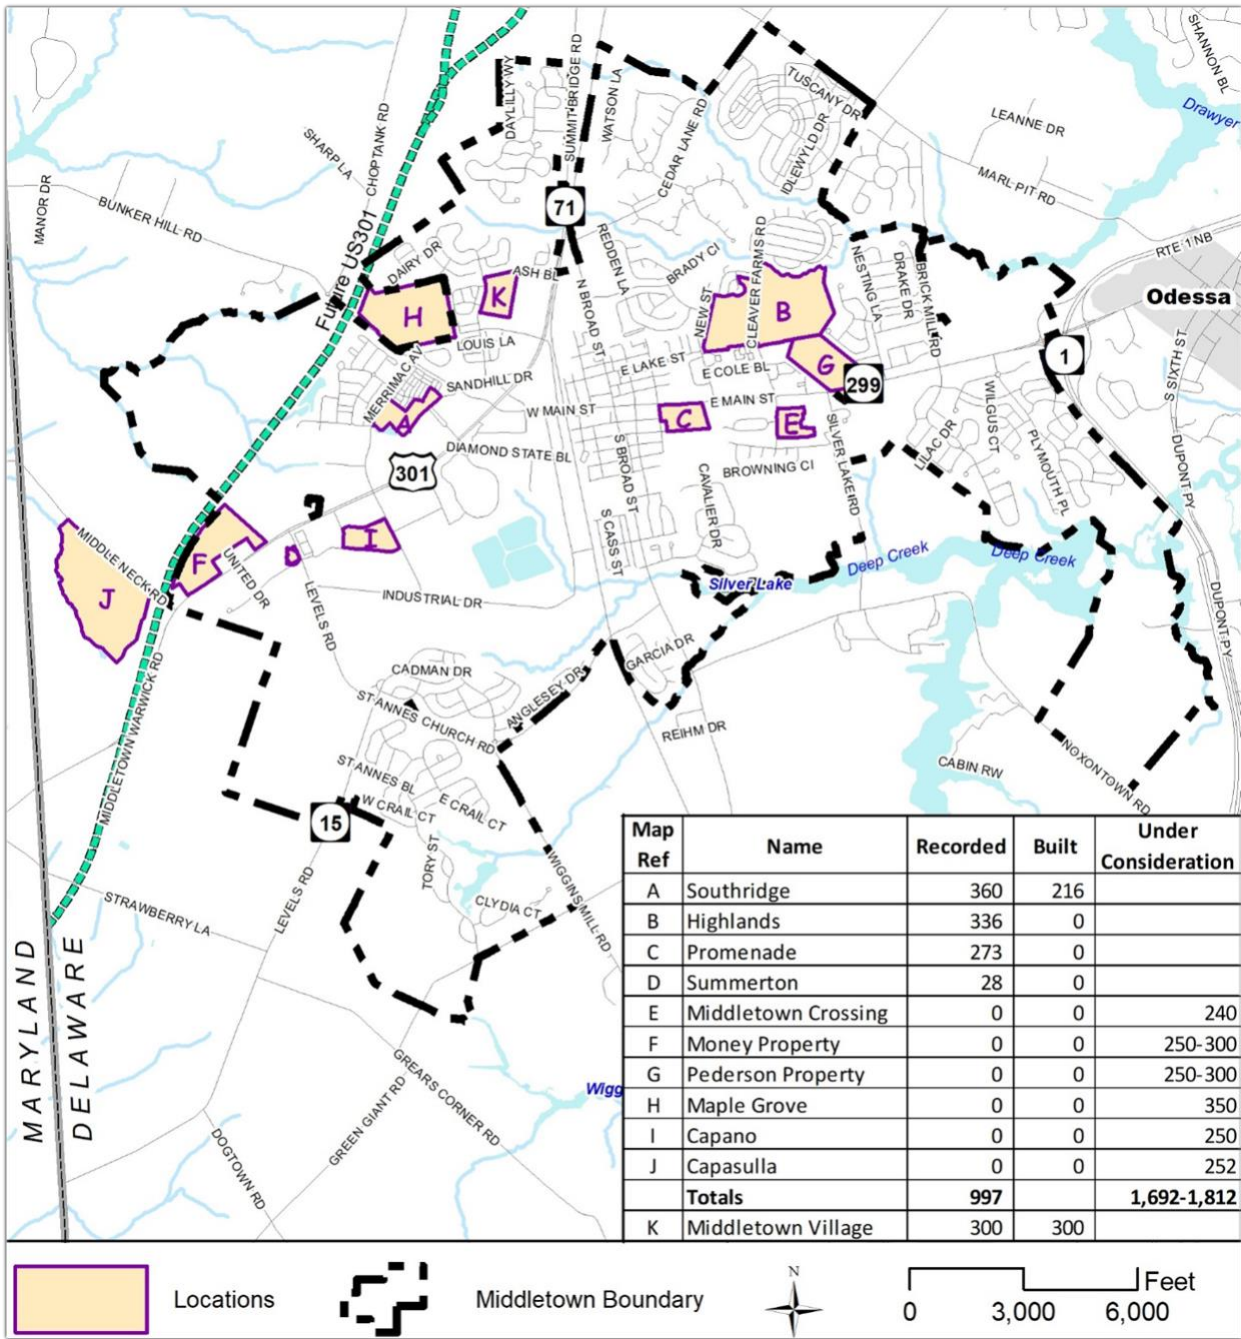 SHANNON BL
DAYLILLY WY
SUMMIT BRIDGE RD
WATSON LA
TUSCANY DR
CEDAR LANE RD
IDLEWYLD DR
LEANNE DR
Drawyer
SHARP LA
CHOPTANK RD
MARL PIT RD
MANOR DR
BUNKER HILL RD
71
Future US301
DAIRY DR
ASH BL
REDDEN LA
BRADY CI
CLEAVER FARMS RD
NESTING LA
DRAKE DR
BRICK MILL RD
RTE 1 NB
Odessa
K
H
N BROAD ST
NEW ST
B
LOUIS LA
MERRIMAC AV
SANDHILL DR
E LAKE ST
E COLE BL
G
299
1
S SIXTH ST
A
W MAIN ST
E MAIN ST
C
E
WILGUS CT
LILAC DR
PLYMOUTH PL
DIAMOND STATE BL
301
S BROAD ST
BROWNING CI
CAVALIER DR
SILVER LAKE RD
DUPONT PY
MIDDLE NECK RD
F
D
I
UNITED DR
S CASS ST
Deep Creek
Deep Creek
Silver Lake
J
LEVELS RD
INDUSTRIAL DR
DUPONT PY
MIDDLETOWN WARWICK RD
CADMAN DR
ANGLESEY DR
GARCIA DR
ST ANNES CHURCH RD
REIHM DR
NOXONTOWN RD
CABIN RW
ST ANNES BL
W CRAIL CT
E CRAIL CT
15
TORY ST
WIGGINS MILL RD
LEVELS RD
CLYDIA CT
STRAWBERRY LA
MARYLAND
DELAWARE
GREARS CORNER RD
GREEN GIANT RD
DOGTOWN RD
Wigg
Map Ref Name Recorded Built Under Consideration
A Southridge 360 216
B Highlands 336 0
C Promenade 273 0
D Summerton 28 0
E Middletown Crossing 0 0 240
F Money Property 0 0 250-300
G Pederson Property 0 0 250-300
H Maple Grove 0 0 350
I Capano 0 0 250
J Capasulla 0 0 252
Totals 997 1,692-1,812
K Middletown Village 300 300
Locations
Middletown Boundary
N
Feet
0 3,000 6,000